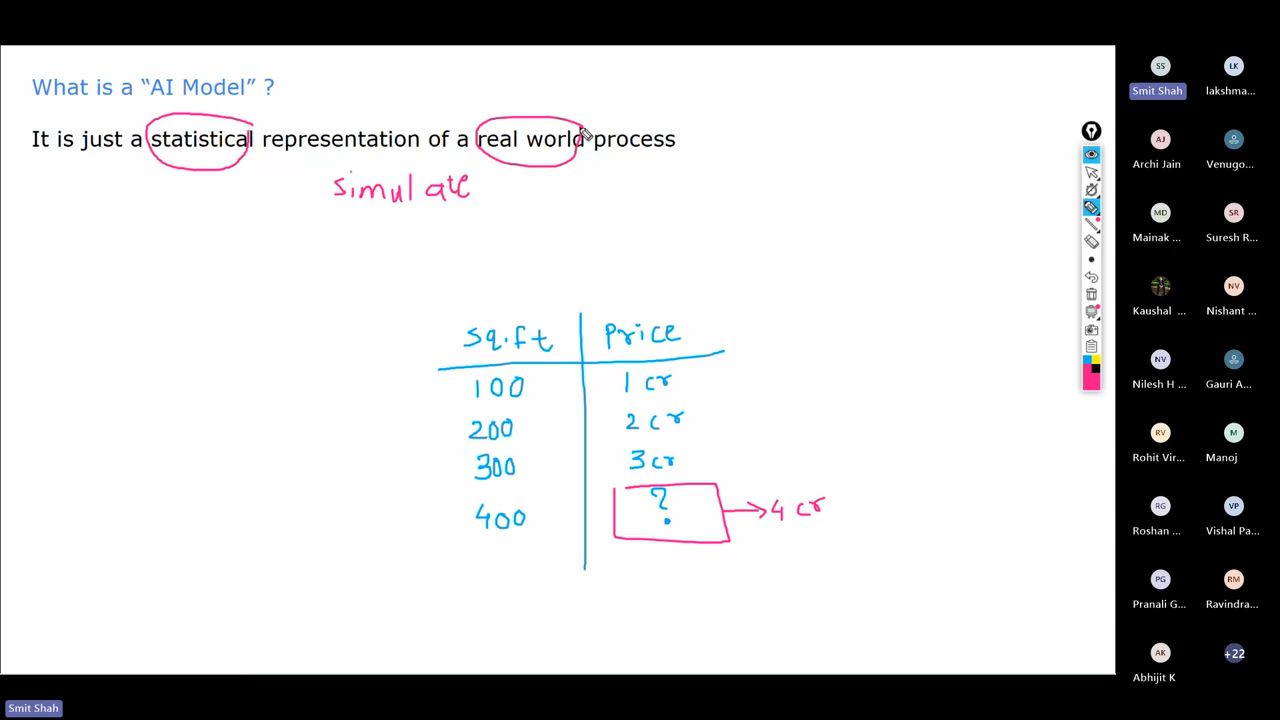 What is a “AI Model” ?
It is just a statistical representation of a real world process
simulate
sq.ft Price
100 1 cr
200 2 cr
300 3 cr
400 ? → 4 cr
SS LK
Smit Shah lakshma...
AJ
Archi Jain Venugo...
MD SR
Mainak ... Suresh R...
NV
Kaushal ... Nishant ...
NV
Nilesh H ... Gauri A...
RV M
Rohit Vir... Manoj
RG VP
Roshan ... Vishal Pa...
PG RM
Pranali G... Ravindra...
AK +22
Abhijit K
Smit Shah